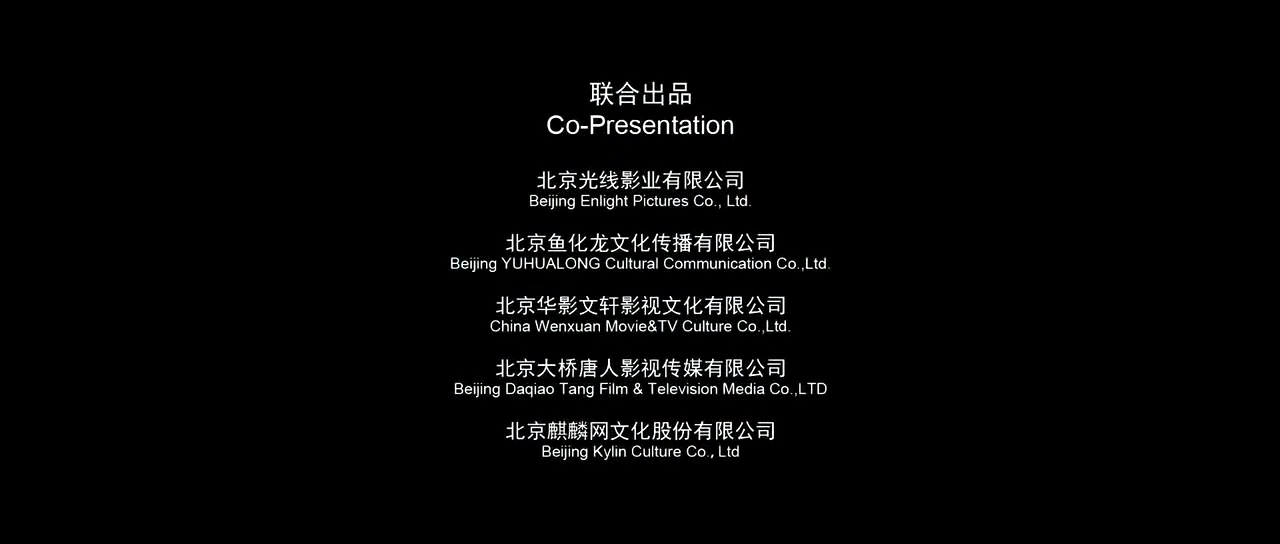 联合出品
Co-Presentation
北京光线影业有限公司
Beijing Enlight Pictures Co., Ltd.
北京鱼化龙文化传播有限公司
Beijing YUHUALONG Cultural Communication Co.,Ltd.
北京华影文轩影视文化有限公司
China Wenxuan Movie&TV Culture Co.,Ltd.
北京大桥唐人影视传媒有限公司
Beijing Daqiao Tang Film & Television Media Co.,LTD
北京麒麟网文化股份有限公司
Beijing Kylin Culture Co., Ltd